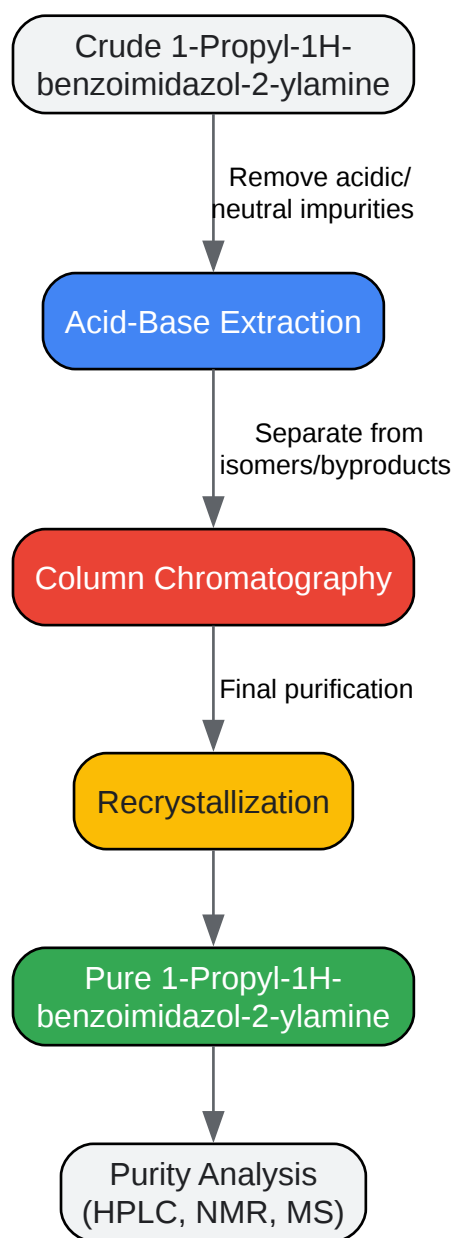 Crude 1-Propyl-1H-
benzoimidazol-2-ylamine
Remove acidic/
neutral impurities
Acid-Base Extraction
Separate from
isomers/byproducts
Column Chromatography
Final purification
Recrystallization
Pure 1-Propyl-1H-
benzoimidazol-2-ylamine
Purity Analysis
(HPLC, NMR, MS)